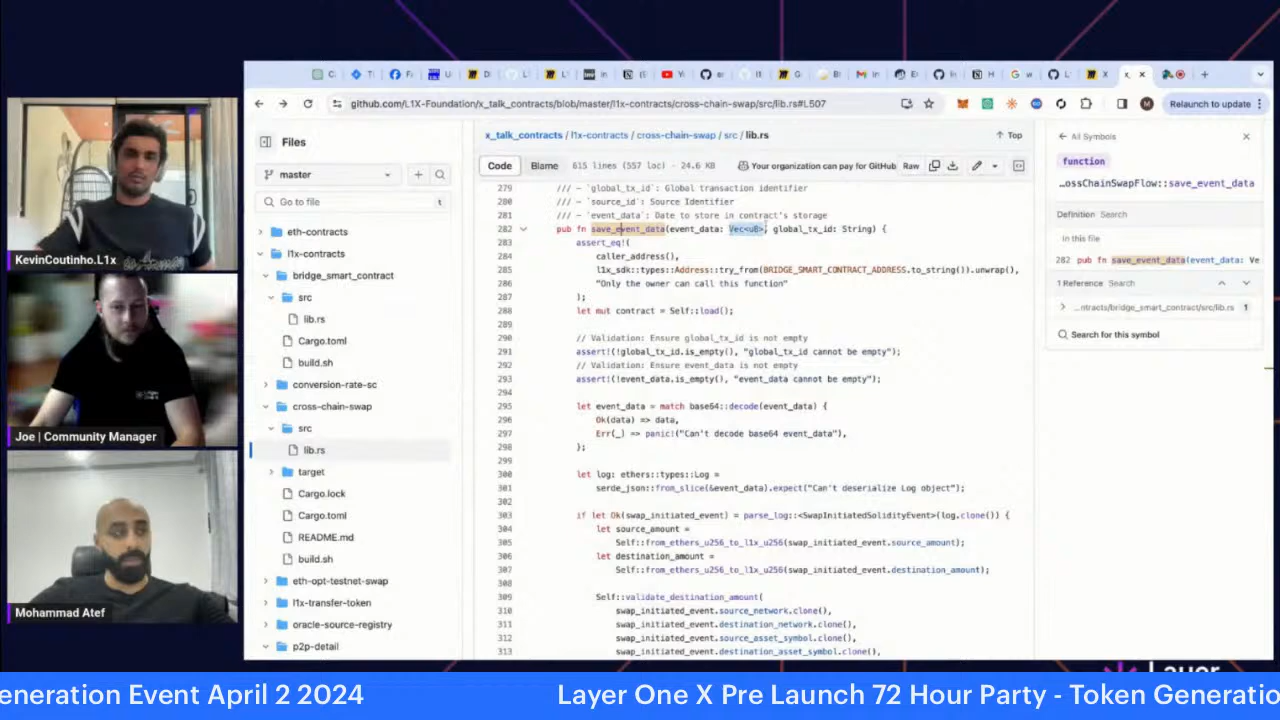 github.com/L1X-Foundation/x_talk_contracts/blob/master/l1x-contracts/cross-chain-swap/src/lib.rs#L507
Relaunch to update
KevinCoutinho.L1x
Joe | Community Manager
Mohammad Atef
Files
master
Go to file
t
eth-contracts
l1x-contracts
bridge_smart_contract
src
lib.rs
Cargo.toml
build.sh
conversion-rate-sc
cross-chain-swap
src
lib.rs
target
Cargo.lock
Cargo.toml
README.md
build.sh
eth-opt-testnet-swap
l1x-transfer-token
oracle-source-registry
p2p-detail
x_talk_contracts / l1x-contracts / cross-chain-swap / src / lib.rs
Top
Code Blame 615 lines (557 loc) · 24.6 KB Your organization can pay for GitHub Raw
279 /// - `global_tx_id`: Global transaction identifier
280 /// - `source_id`: Source Identifier
281 /// - `event_data`: Date to store in contract's storage
282 pub fn save_event_data(event_data: Vec<u8>, global_tx_id: String) {
283 assert_eq!(
284 caller_address(),
285 l1x_sdk::types::Address::try_from(BRIDGE_SMART_CONTRACT_ADDRESS.to_string()).unwrap(),
286 "Only the owner can call this function"
287 );
288 let mut contract = Self::load();
289
290 // Validation: Ensure global_tx_id is not empty
291 assert!(!global_tx_id.is_empty(), "global_tx_id cannot be empty");
292 // Validation: Ensure event_data is not empty
293 assert!(!event_data.is_empty(), "event_data cannot be empty");
294
295 let event_data = match base64::decode(event_data) {
296 Ok(data) => data,
297 Err(_) => panic!("Can't decode base64 event_data"),
298 };
299
300 let log: ethers::types::Log =
301 serde_json::from_slice(&event_data).expect("Can't deserialize Log object");
302
303 if let Ok(swap_initiated_event) = parse_log::<SwapInitiatedSolidityEvent>(log.clone()) {
304 let source_amount =
305 Self::from_ethers_u256_to_l1x_u256(swap_initiated_event.source_amount);
306 let destination_amount =
307 Self::from_ethers_u256_to_l1x_u256(swap_initiated_event.destination_amount);
308
309 Self::validate_destination_amount(
310 swap_initiated_event.source_network.clone(),
311 swap_initiated_event.destination_network.clone(),
312 swap_initiated_event.source_asset_symbol.clone(),
313 swap_initiated_event.destination_asset_symbol.clone(),
All Symbols
function
...ossChainSwapFlow::save_event_data
Definition Search
In this file
282 pub fn save_event_data(event_data: Ve
1 Reference Search
...ntracts/bridge_smart_contract/src/lib.rs 1
Search for this symbol
eneration Event April 2 2024 Layer One X Pre Launch 72 Hour Party - Token Generatio